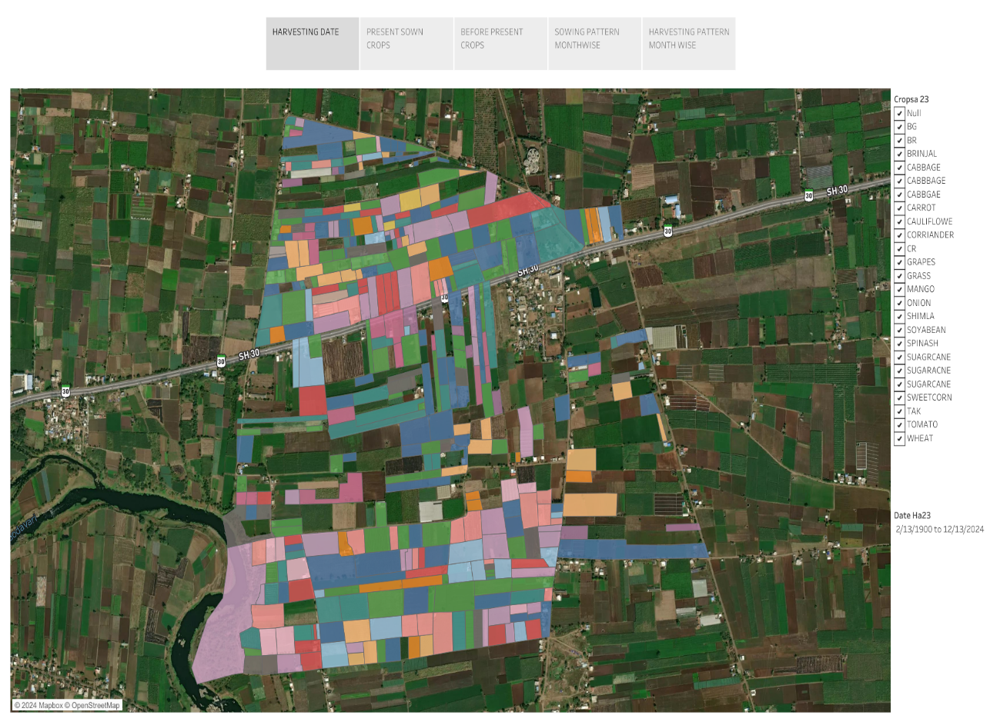 HARVESTING DATE
PRESENT SOWN
CROPS
BEFORE PRESENT
CROPS
SOWING PATTERN
MONTHWISE
HARVESTING PATTERN
MONTH WISE
Cropsa 23
Null
BG
BR
BRINJAL
CABBAGE
CABBBAGE
CABBGAE
CARROT
CAULIFLOWE
CORRIANDER
CR
GRAPES
GRASS
MANGO
ONION
SHIMLA
SOYABEAN
SPINASH
SUAGRCANE
SUGARACNE
SUGARCANE
SWEETCORN
TAK
TOMATO
WHEAT
Date Ha23
2/13/1900 to 12/13/2024
30
SH 30
30
SH 30
30
30
SH 30
30
© 2024 Mapbox © OpenStreetMap